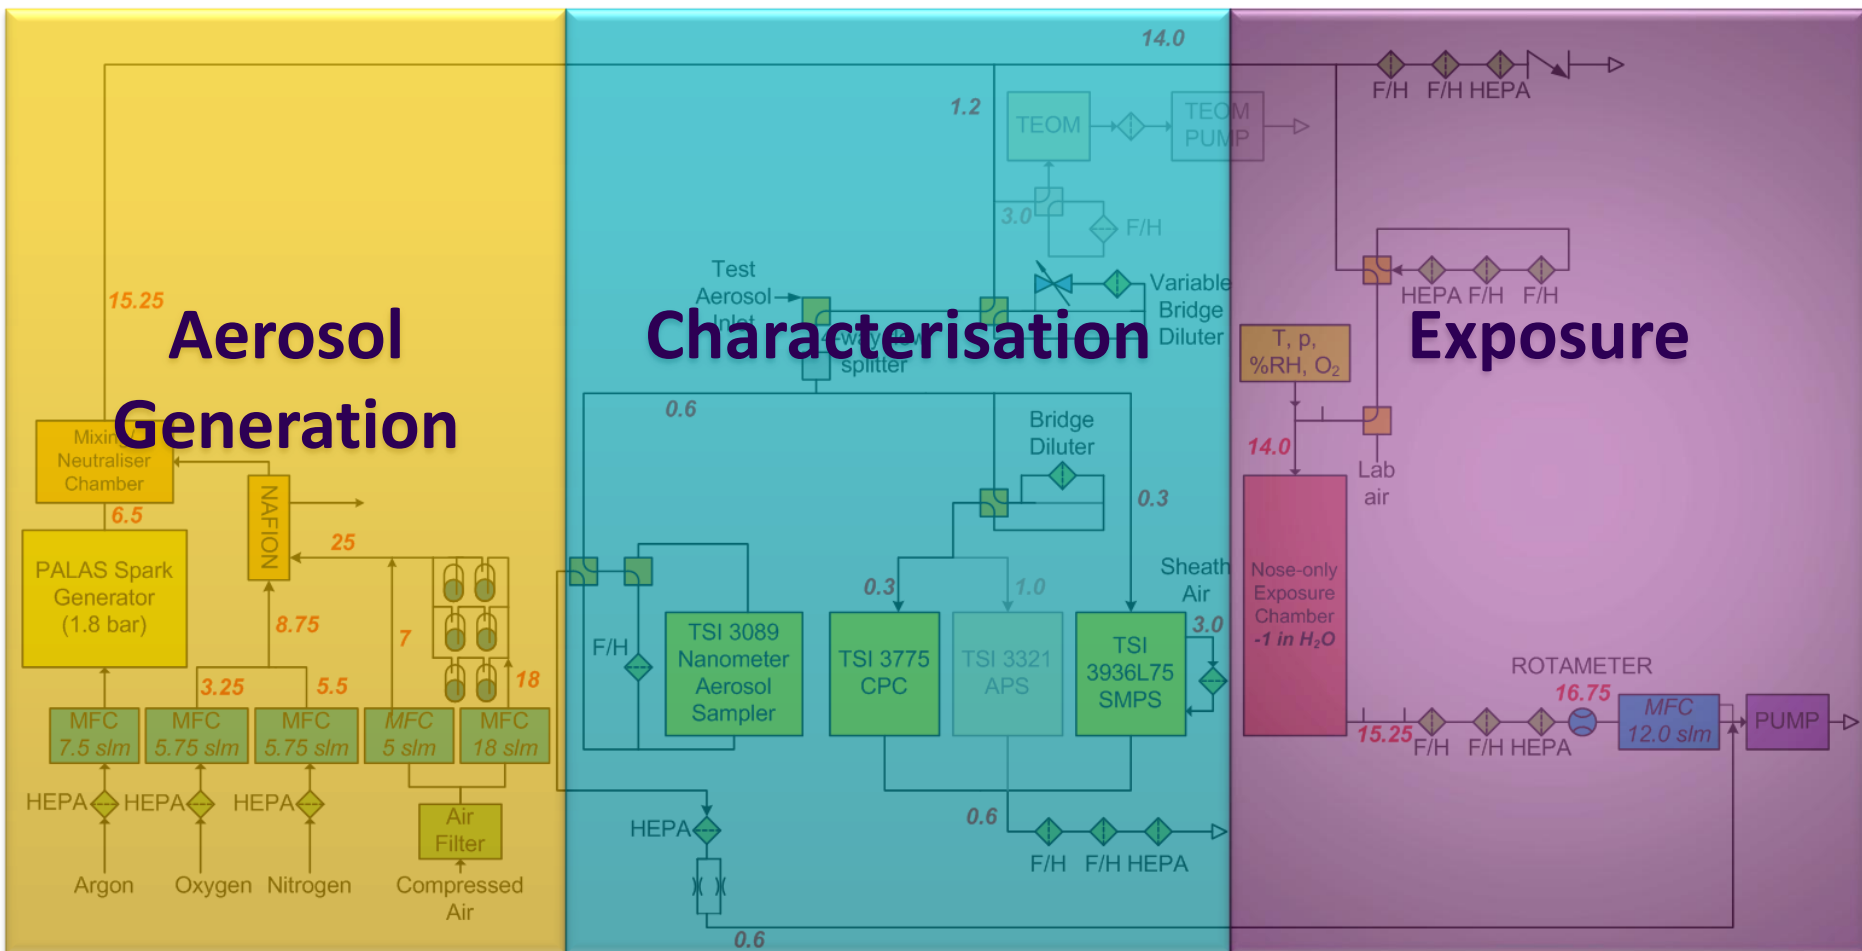 Aerosol
Generation
Characterisation
Exposure
15.25
Mixing/
Neutraliser
Chamber
6.5
NAFION
25
PALAS Spark
Generator
(1.8 bar)
8.75
7
3.25
5.5
18
MFC
7.5 slm
MFC
5.75 slm
MFC
5.75 slm
MFC
5 slm
MFC
18 slm
HEPA
HEPA
HEPA
Air
Filter
Argon
Oxygen
Nitrogen
Compressed
Air
14.0
1.2
TEOM
TEOM
PUMP
3.0
F/H
Test
Aerosol
Inlet
Variable
Bridge
Diluter
4-way flow
splitter
0.6
Bridge
Diluter
0.3
Sheath
Air
0.3
1.0
3.0
F/H
TSI 3089
Nanometer
Aerosol
Sampler
TSI 3775
CPC
TSI 3321
APS
TSI
3936L75
SMPS
HEPA
0.6
F/H
F/H
HEPA
0.6
F/H
F/H
HEPA
HEPA
F/H
F/H
T, p,
%RH, O₂
14.0
Lab
air
Nose-only
Exposure
Chamber
-1 in H₂O
ROTAMETER
16.75
15.25
F/H
F/H
HEPA
MFC
12.0 slm
PUMP